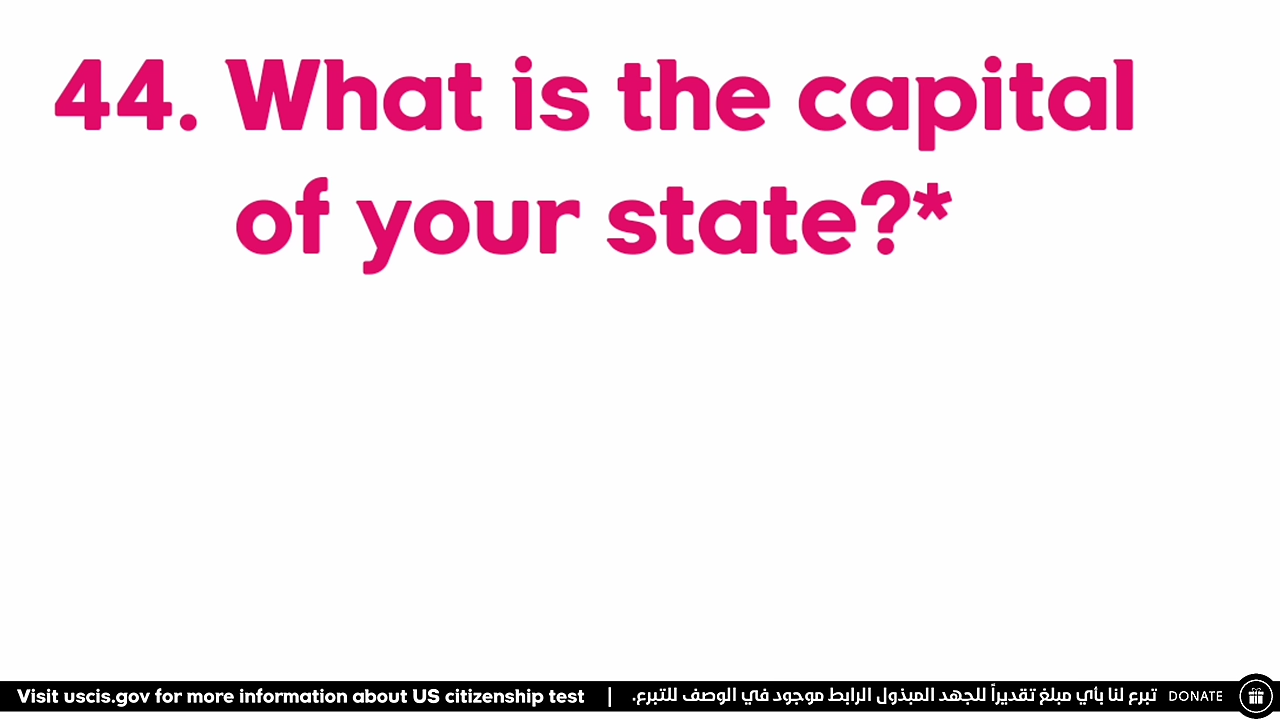 44. What is the capital
of your state?*
Visit uscis.gov for more information about US citizenship test | تبرع لنا بأي مبلغ تقديراً للجهد المبذول الرابط موجود في الوصف للتبرع. DONATE